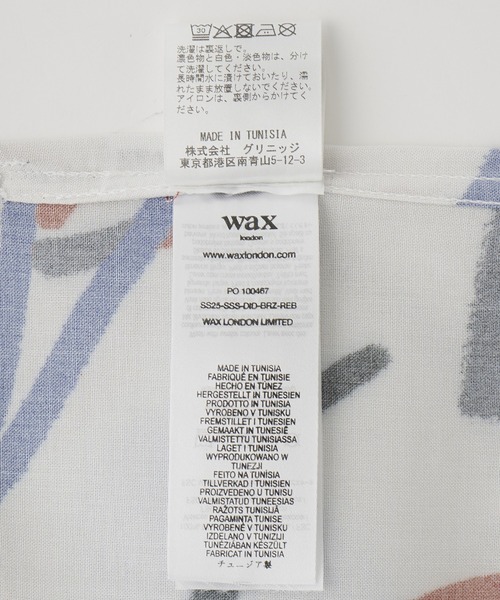 洗濯は裏返しで。
濃色物と白色・淡色物は、分け
て洗濯してください。
長時間水に漬けておいたり、濡
れたまま放置しないでください。
アイロンは、裏側からかけてく
ださい。
MADE IN TUNISIA
株式会社 グリニッジ
東京都港区南青山5-12-3
wax
london
www.waxlondon.com
PO 100467
SS25-SSS-DID-BRZ-REB
WAX LONDON LIMITED
MADE IN TUNISIA
FABRIQUÉ EN TUNISIE
HECHO EN TÚNEZ
HERGESTELLT IN TUNESIEN
PRODOTTO IN TUNISIA
VYROBENO V TUNISKU
FREMSTILLET I TUNESIEN
GEMAAKT IN TUNESIË
VALMISTETTU TUNISIASSA
LAGET I TUNISIA
WYPRODUKOWANO W
TUNEZJI
FEITO NA TUNÍSIA
TILLVERKAD I TUNISIEN
PROIZVEDENO U TUNISU
VALMISTATUD TUNEESIAS
RAŽOTS TUNISIJĀ
PAGAMINTA TUNISE
VYROBENÉ V TUNISKU
IZDELANO V TUNIZIJI
TUNÉZIÁBAN KÉSZÜLT
FABRICAT IN TUNISIA
チュニジア製